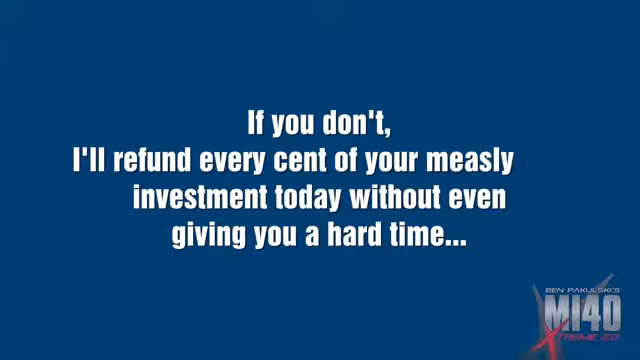 If you don't,
I'll refund every cent of your measly
investment today without even
giving you a hard time...
BEN PAKULSKI'S
MI40
XTREME 2.0